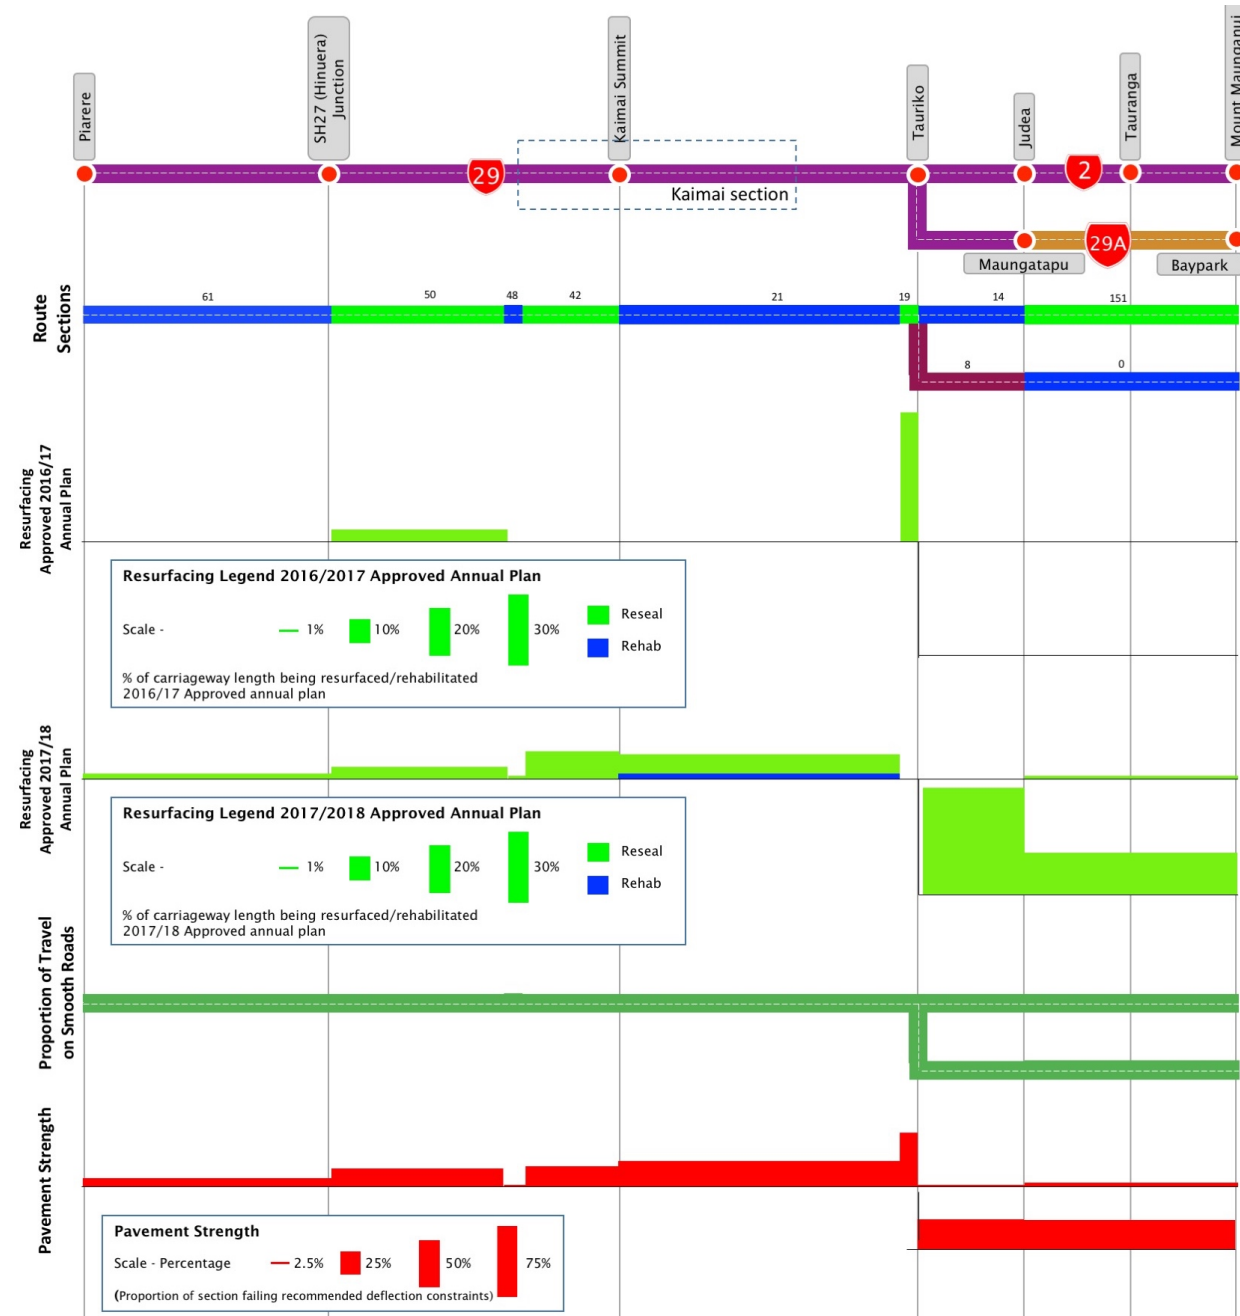 Piarere
SH27 (Hinuera)
Junction
Kaimai Summit
Tauriko
Judea
Tauranga
Mount Maunganui
29
2
Kaimai section
29A
Maungatapu
Baypark
Route
Sections
61
50
48
42
21
19
14
151
8
0
Resurfacing
Approved 2016/17
Annual Plan
Resurfacing Legend 2016/2017 Approved Annual Plan
Scale -
1%
10%
20%
30%
Reseal
Rehab
% of carriageway length being resurfaced/rehabilitated
2016/17 Approved annual plan
Resurfacing
Approved 2017/18
Annual Plan
Resurfacing Legend 2017/2018 Approved Annual Plan
Scale -
1%
10%
20%
30%
Reseal
Rehab
% of carriageway length being resurfaced/rehabilitated
2017/18 Approved annual plan
Proportion of Travel
on Smooth Roads
Pavement Strength
Pavement Strength
Scale - Percentage
2.5%
25%
50%
75%
(Proportion of section failing recommended deflection constraints)